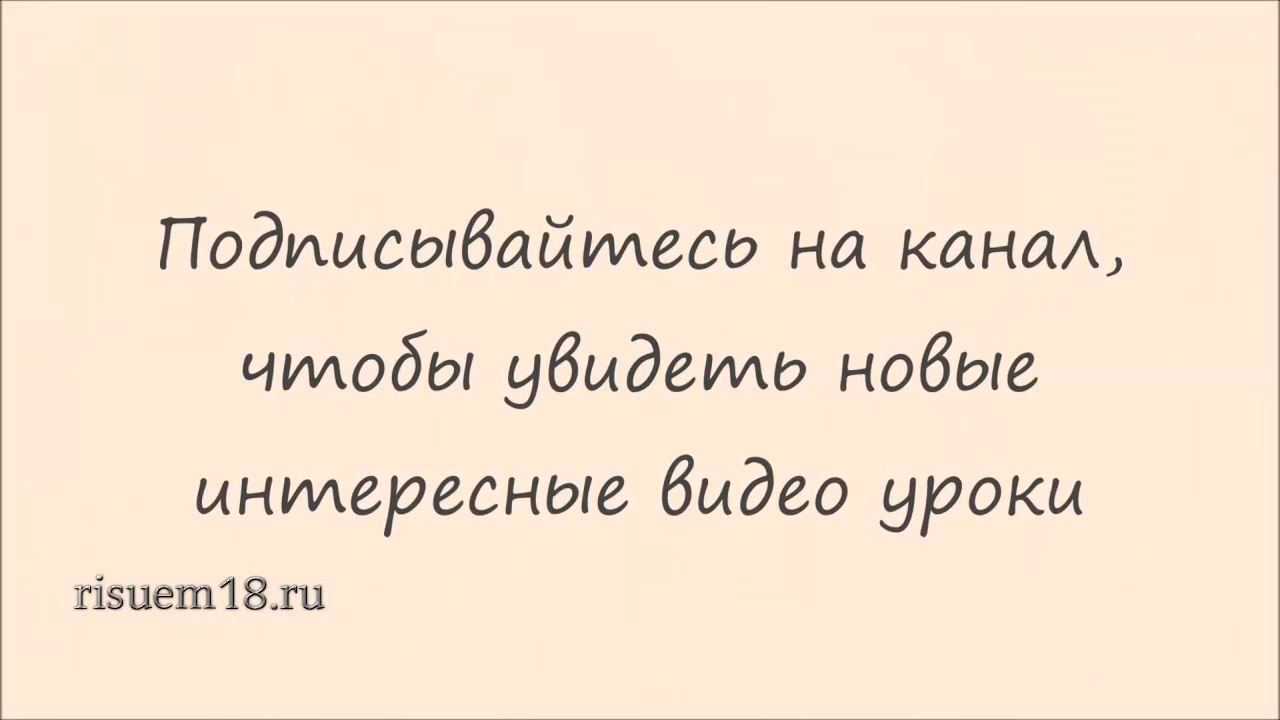 Подписывайтесь на канал,
чтобы увидеть новые
интересные видео уроки
risuem18.ru